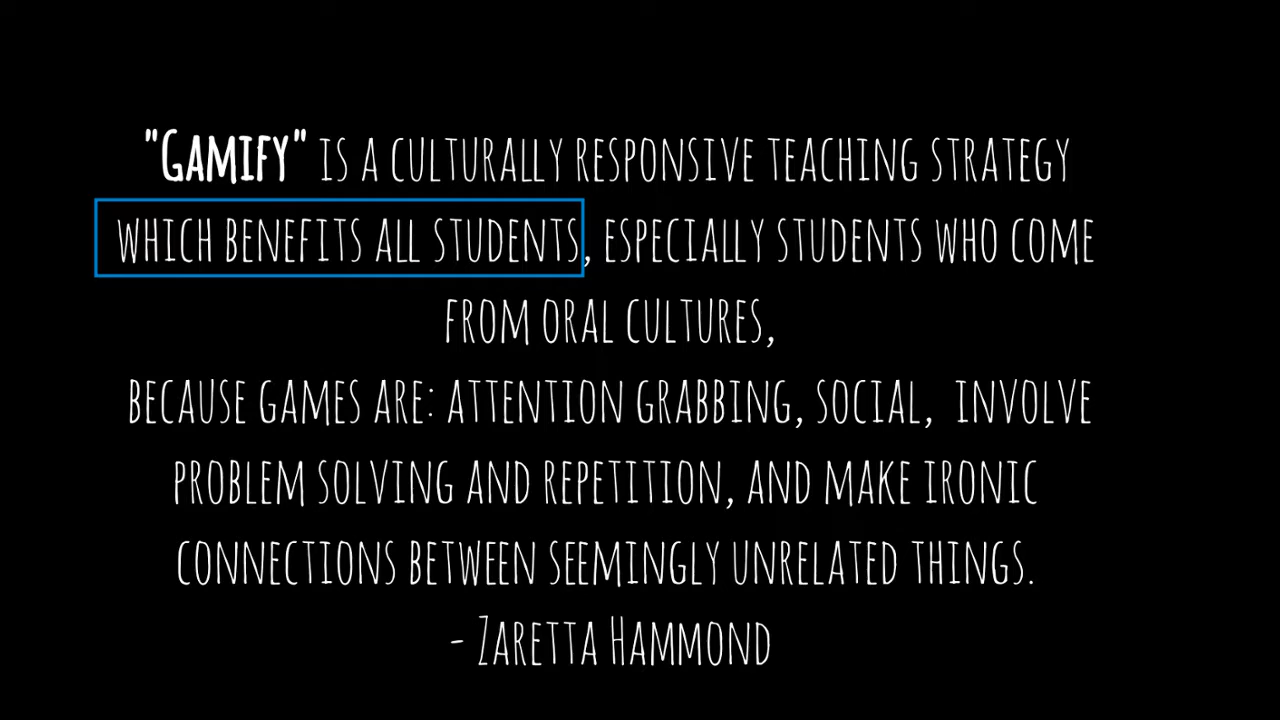 "Gamify" is a culturally responsive teaching strategy
which benefits all students, especially students who come
from oral cultures,
because games are: attention grabbing, social, involve
problem solving and repetition, and make ironic
connections between seemingly unrelated things.
- Zaretta Hammond